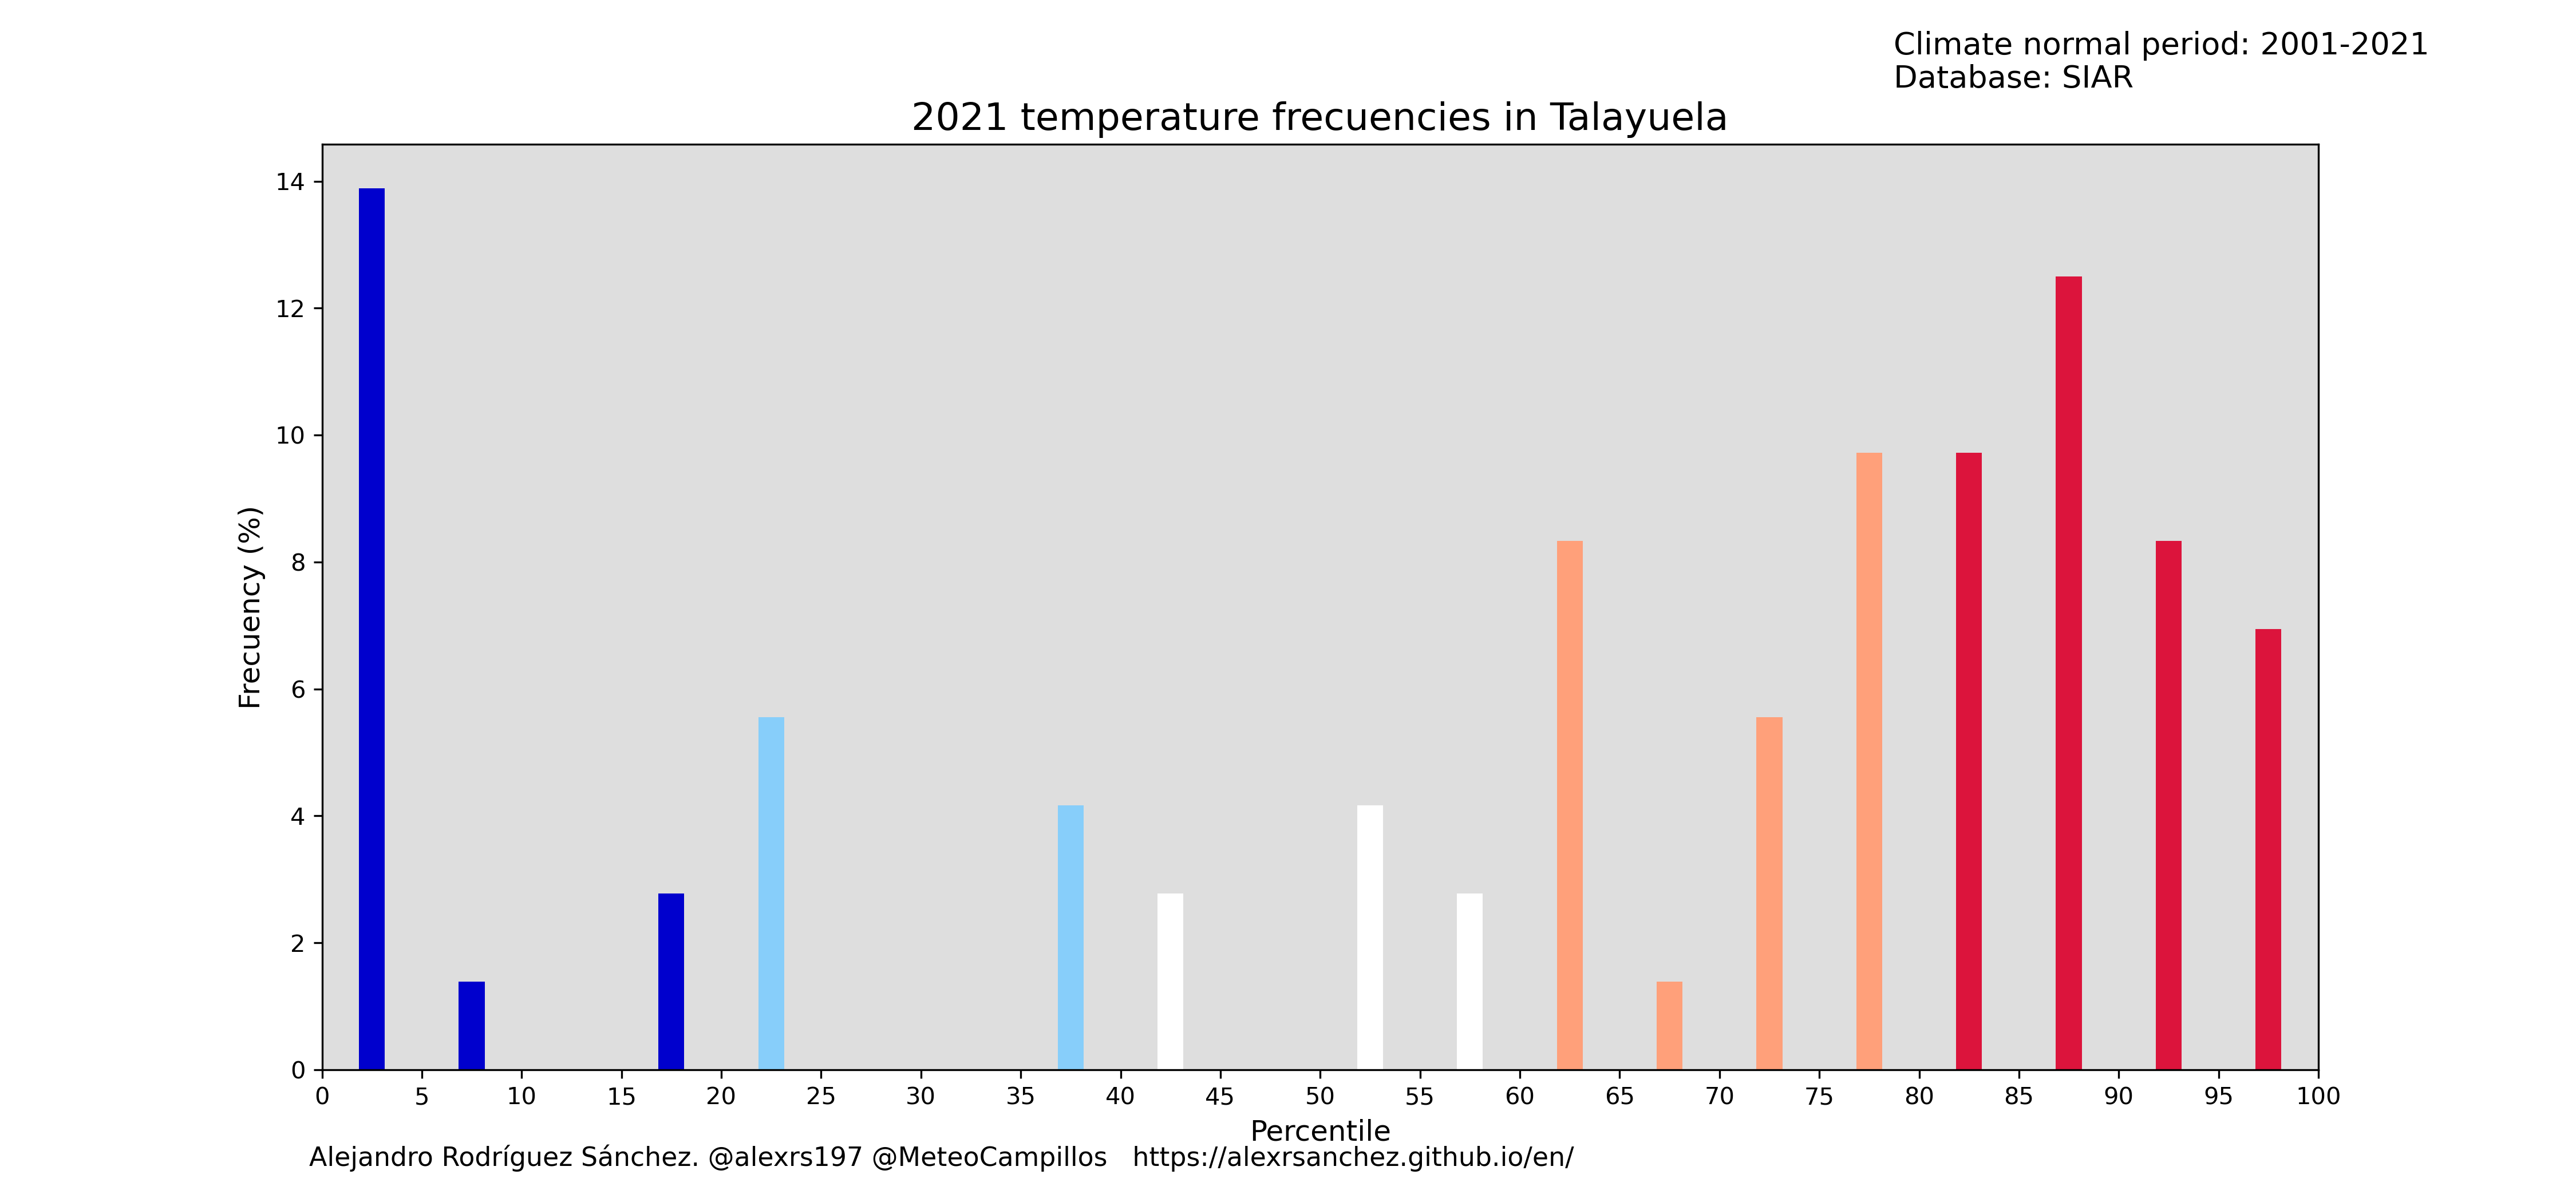 Climate normal period: 2001-2021
Database: SIAR
2021 temperature frecuencies in Talayuela
Frecuency (%)
14
12
10
8
6
4
2
0
0 5 10 15 20 25 30 35 40 45 50 55 60 65 70 75 80 85 90 95 100
Percentile
Alejandro Rodríguez Sánchez. @alexrs197 @MeteoCampillos https://alexrsanchez.github.io/en/